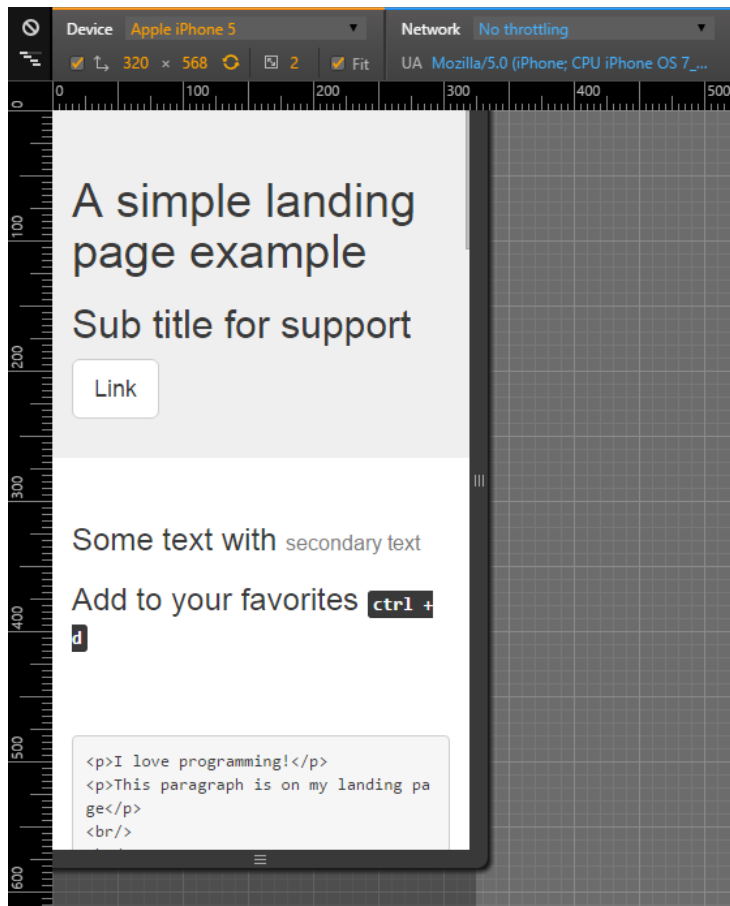 Device Apple iPhone 5 Network No throttling
320 × 568 2 Fit UA Mozilla/5.0 (iPhone; CPU iPhone OS 7_...
0 100 200 300 400 500
0
100
200
300
400
500
600
A simple landing
page example
Sub title for support
Link
Some text with secondary text
Add to your favorites ctrl +
d
<p>I love programming!</p>
<p>This paragraph is on my landing pa
ge</p>
<br/>